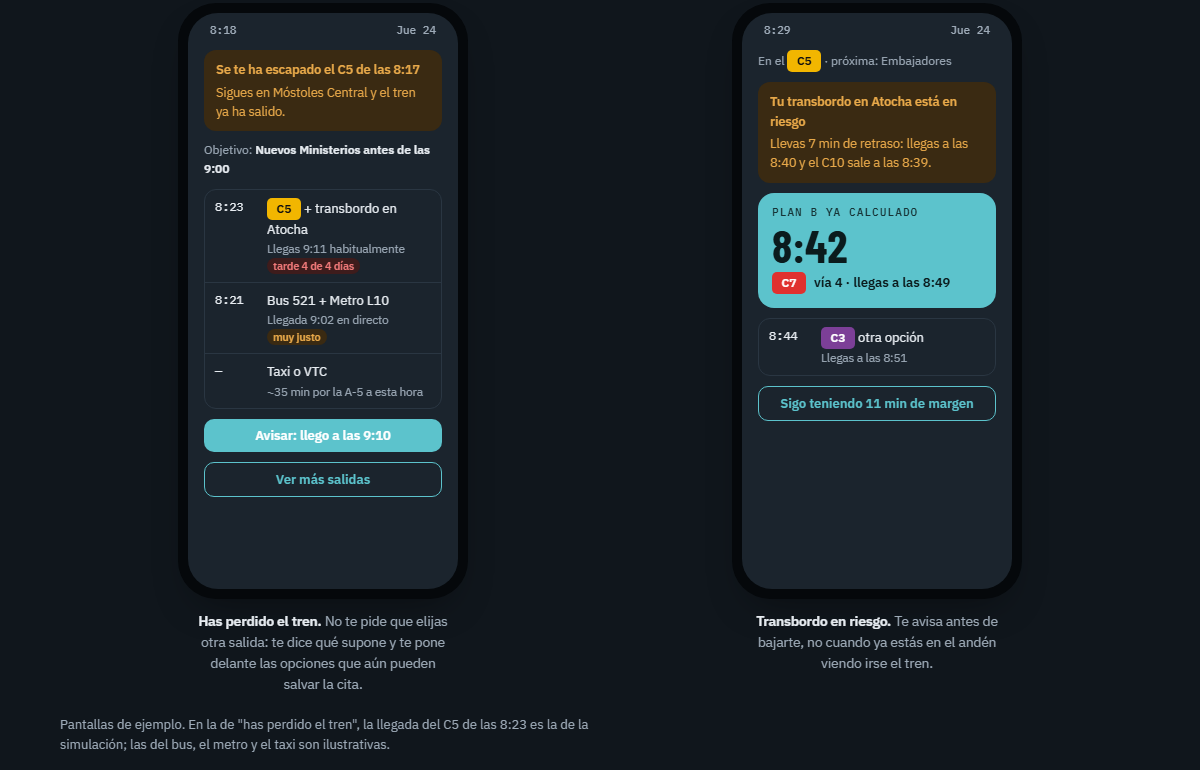 8:18 Jue 24
Se te ha escapado el C5 de las 8:17
Sigues en Móstoles Central y el tren
ya ha salido.
Objetivo: Nuevos Ministerios antes de las
9:00
8:23 C5 + transbordo en
Atocha
Llegas 9:11 habitualmente
tarde 4 de 4 días
8:21 Bus 521 + Metro L10
Llegada 9:02 en directo
muy justo
— Taxi o VTC
~35 min por la A-5 a esta hora
Avisar: llego a las 9:10
Ver más salidas
Has perdido el tren. No te pide que elijas
otra salida: te dice qué supone y te pone
delante las opciones que aún pueden
salvar la cita.
8:29 Jue 24
En el C5 · próxima: Embajadores
Tu transbordo en Atocha está en
riesgo
Llevas 7 min de retraso: llegas a las
8:40 y el C10 sale a las 8:39.
PLAN B YA CALCULADO
8:42
C7 vía 4 · llegas a las 8:49
8:44 C3 otra opción
Llegas a las 8:51
Sigo teniendo 11 min de margen
Transbordo en riesgo. Te avisa antes de
bajarte, no cuando ya estás en el andén
viendo irse el tren.
Pantallas de ejemplo. En la de "has perdido el tren", la llegada del C5 de las 8:23 es la de la
simulación; las del bus, el metro y el taxi son ilustrativas.